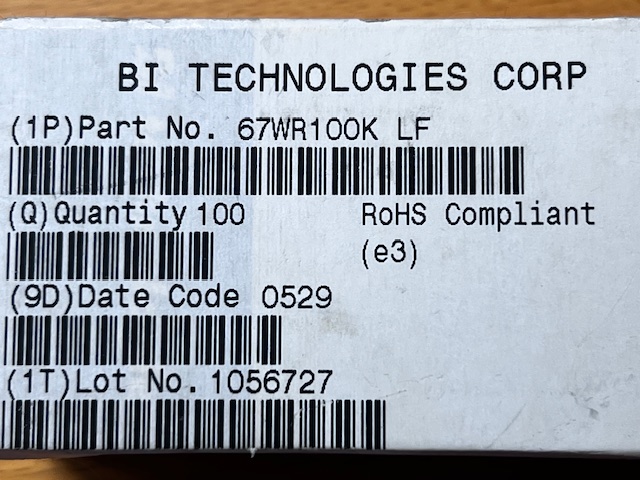 BI TECHNOLOGIES CORP
(1P)Part No. 67WR100K LF
(Q)Quantity 100 RoHS Compliant
(e3)
(9D)Date Code 0529
(1T)Lot No. 1056727